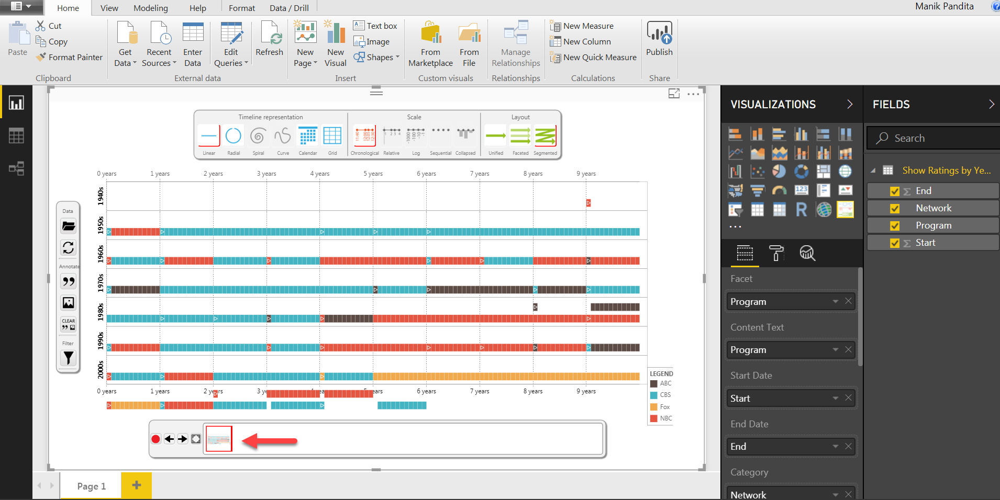 Home View Modeling Help Format Data / Drill Manik Pandita
Paste
Cut
Copy
Format Painter
Get Data
Recent Sources
Enter Data
Edit Queries
Refresh
New Page
New Visual
Text box
Image
Shapes
From Marketplace
From File
Manage Relationships
New Measure
New Column
New Quick Measure
Publish
Clipboard External data Insert Custom visuals Relationships Calculations Share
Timeline representation Scale Layout
Linear Radial Spiral Curve Calendar Grid Chronological Relative Log Sequential Collapsed Unified Faceted Segmented
0 years 1 years 2 years 3 years 4 years 5 years 6 years 7 years 8 years 9 years
1940s
1950s
1960s
1970s
1980s
1990s
2000s
0 years 1 years 2 years 3 ye years 6 years 7 years 8 years 9 years
Data
Annotate
CLEAR
Filter
LEGEND
ABC
CBS
Fox
NBC
Page 1
VISUALIZATIONS
123
R
Facet
Program
Content Text
Program
Start Date
Start
End Date
End
Category
Network
FIELDS
Search
Show Ratings by Ye...
End
Network
Program
Start